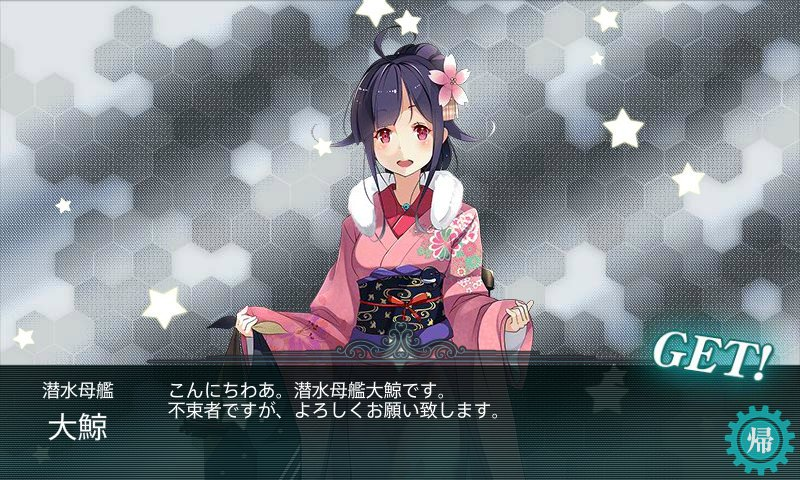 GET!
潜水母艦
大鯨
こんにちわあ。潜水母艦大鯨です。
不束者ですが、よろしくお願い致します。
帰